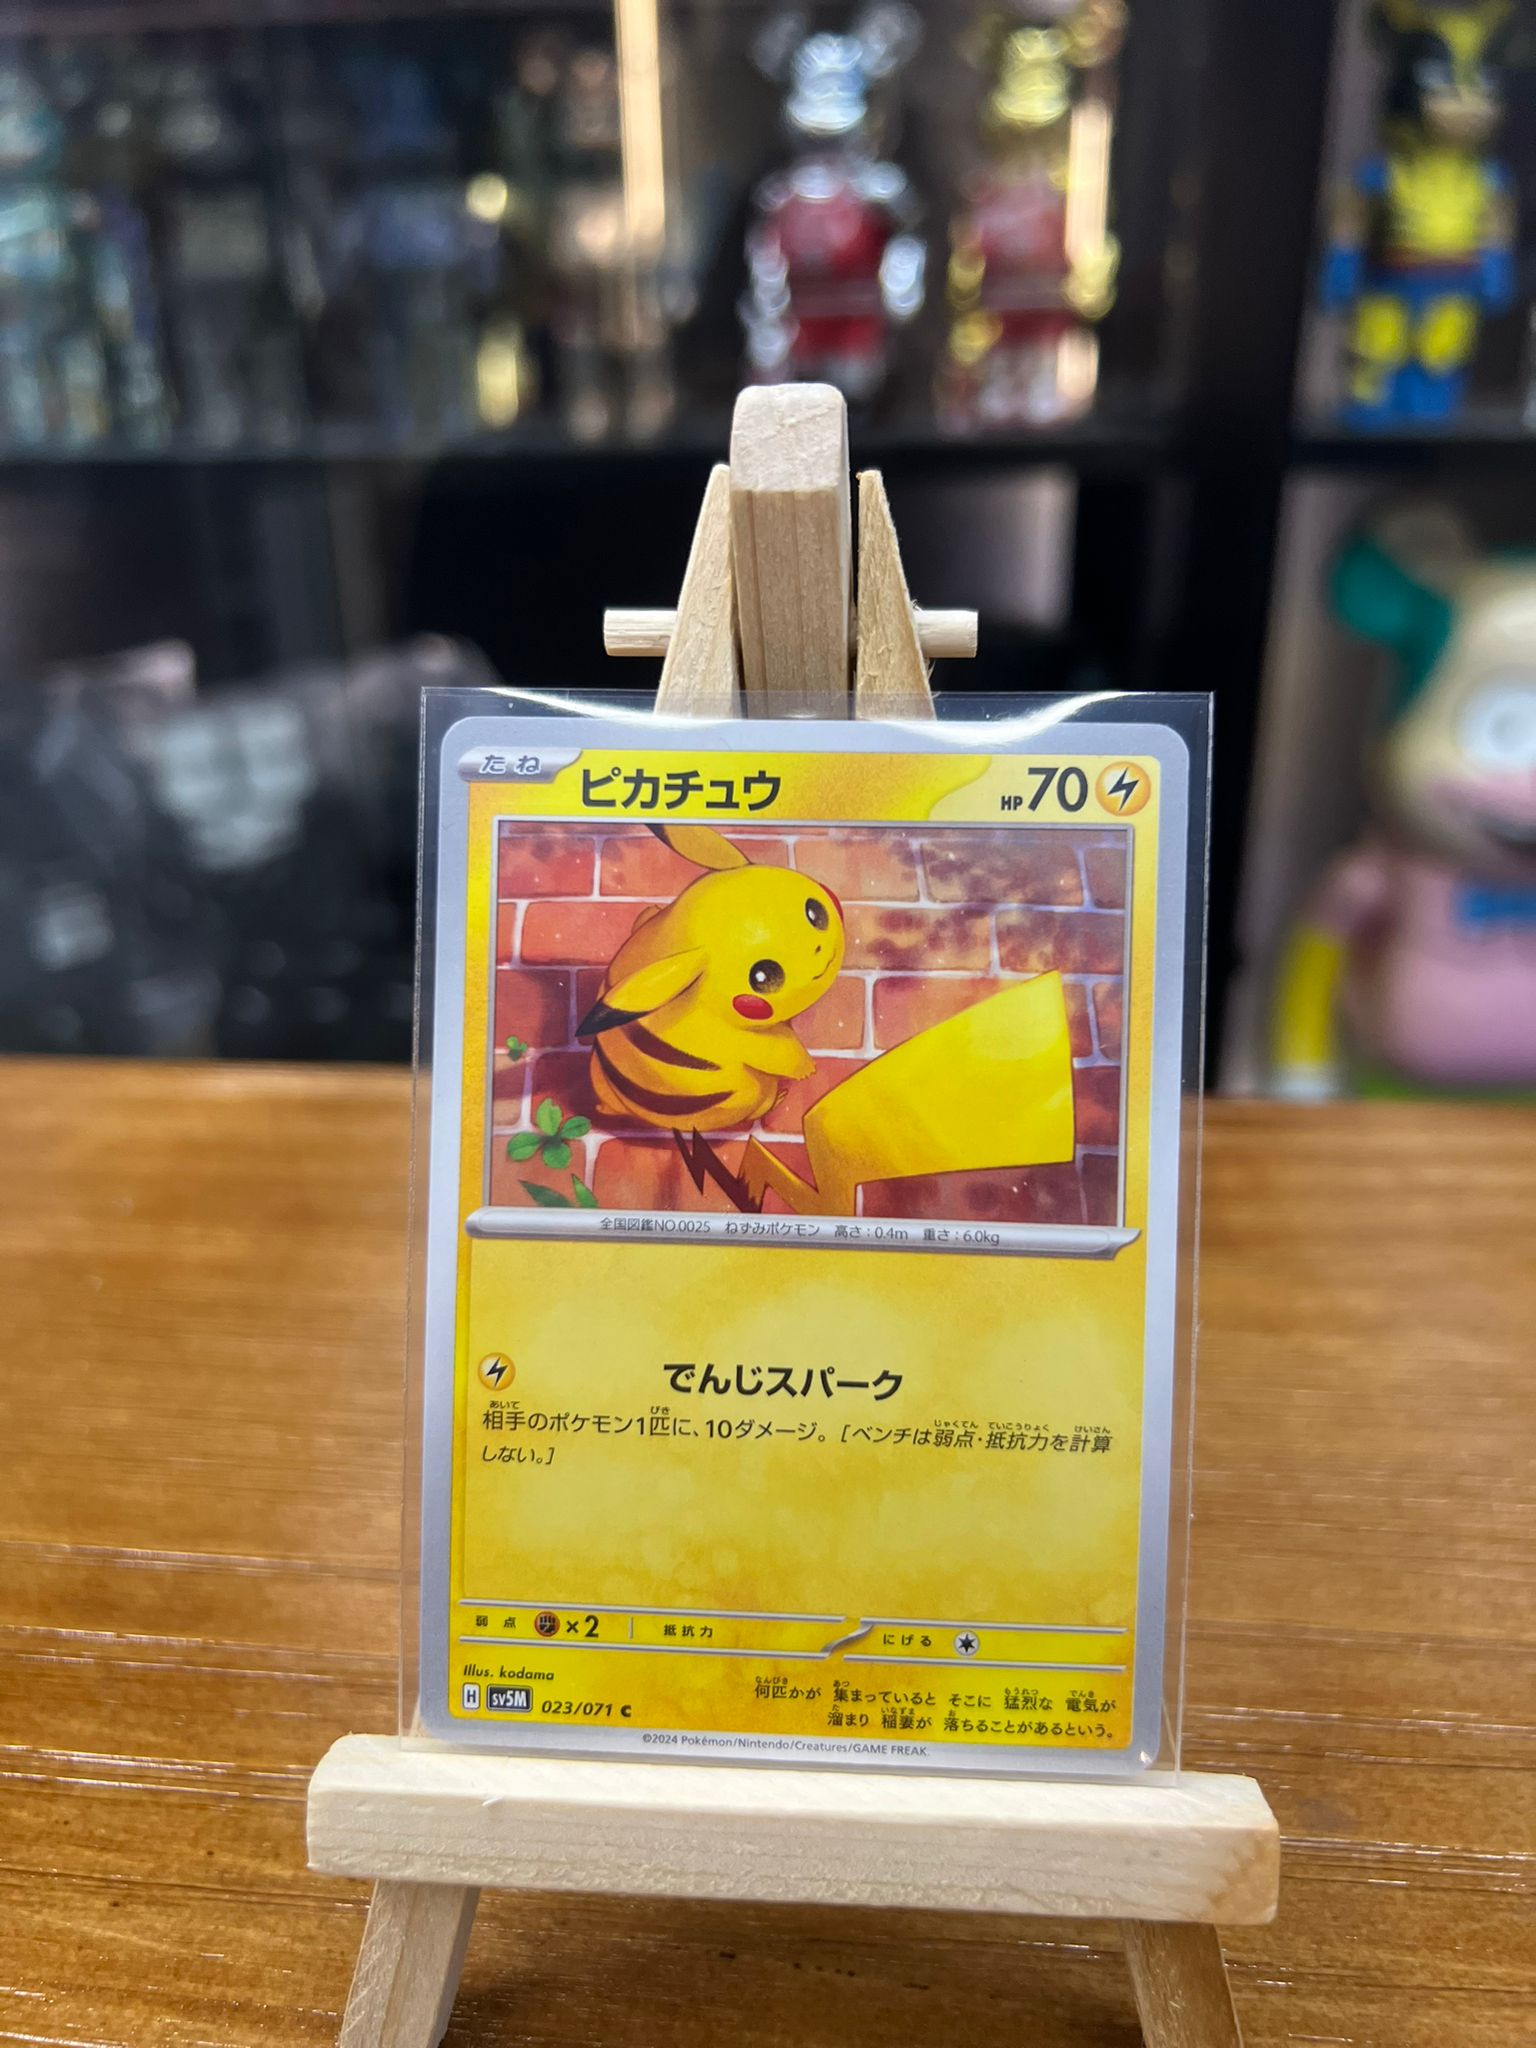 たね ピカチュウ HP 70
全国図鑑NO.0025 ねずみポケモン 高さ:0.4m 重さ:6.0kg
でんじスパーク
相手のポケモン1匹に、10ダメージ。[ベンチは弱点・抵抗力を計算
しない。]
弱点 ×2 抵抗力 にげる
Illus. kodama
H SV5M 023/071 C
何匹かが 集まっていると そこに 猛烈な 電気が
溜まり 稲妻が 落ちることがあるという。
©2024 Pokémon/Nintendo/Creatures/GAME FREAK.